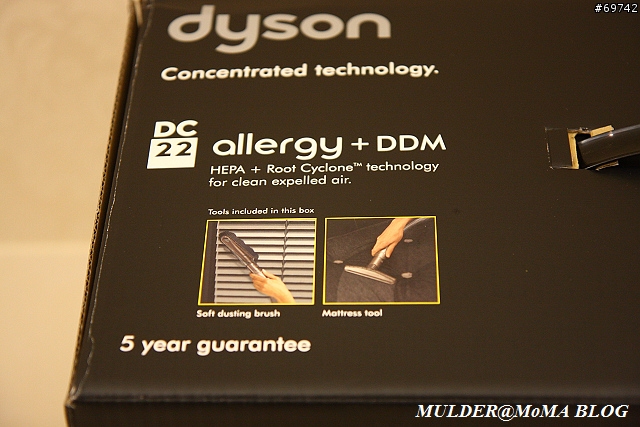 #69742
dyson
Concentrated technology.
DC
22
allergy + DDM
HEPA + Root Cyclone™ technology
for clean expelled air.
Tools included in this box
Soft dusting brush
Mattress tool
5 year guarantee
MULDER@MoMA BLOG